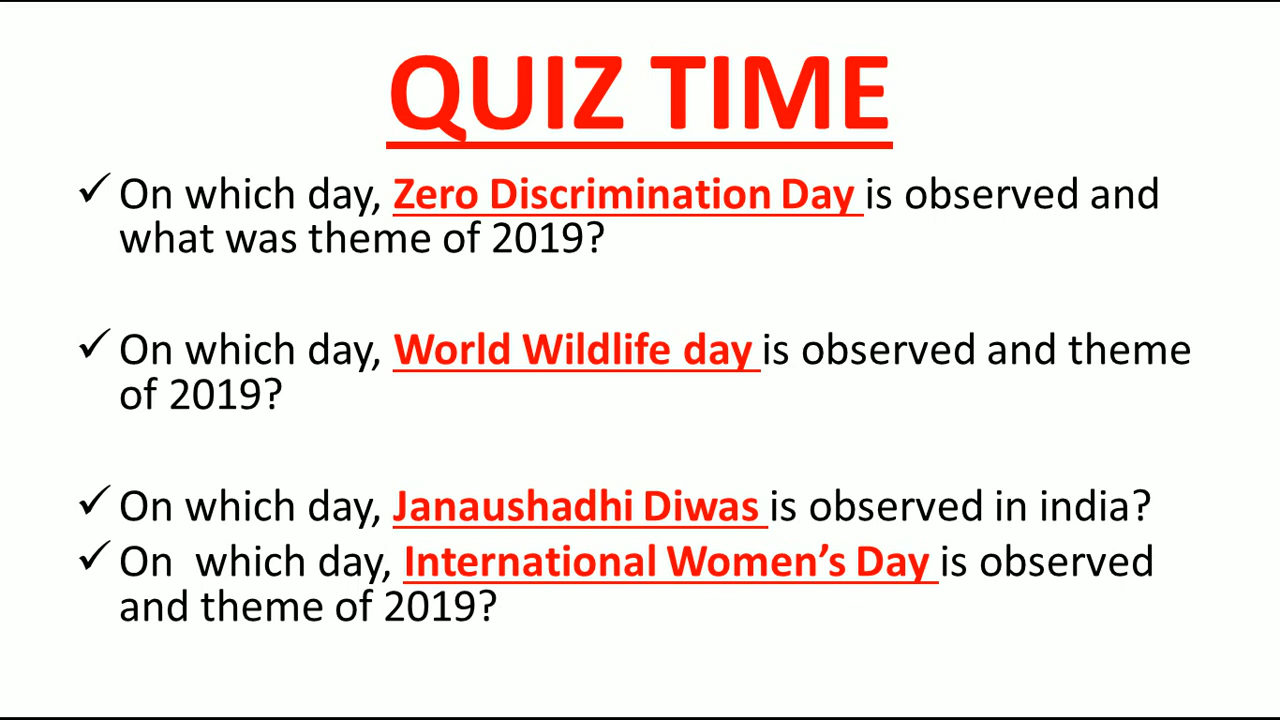 QUIZ TIME
✓ On which day, Zero Discrimination Day is observed and
what was theme of 2019?
✓ On which day, World Wildlife day is observed and theme
of 2019?
✓ On which day, Janaushadhi Diwas is observed in india?
✓ On  which day, International Women’s Day is observed
and theme of 2019?